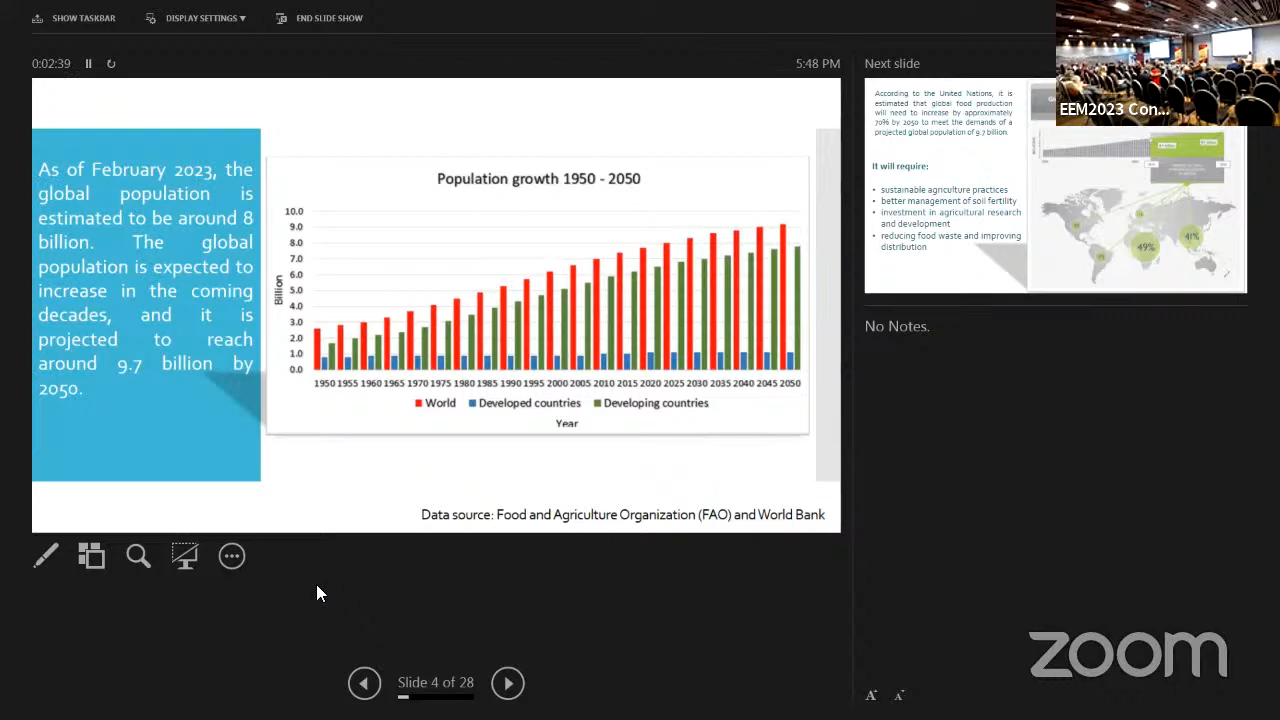 SHOW TASKBAR
DISPLAY SETTINGS ▼
END SLIDE SHOW
0:02:39
5:48 PM
Next slide
EEM2023 Con...
As of February 2023, the
global population is
estimated to be around 8
billion. The global
population is expected to
increase in the coming
decades, and it is
projected to reach
around 9.7 billion by
2050.
Population growth 1950 - 2050
Billion
10.0
9.0
8.0
7.0
6.0
5.0
4.0
3.0
2.0
1.0
0.0
1950 1955 1960 1965 1970 1975 1980 1985 1990 1995 2000 2005 2010 2015 2020 2025 2030 2035 2040 2045 2050
World Developed countries Developing countries
Year
Data source: Food and Agriculture Organization (FAO) and World Bank
According to the United Nations, it is
estimated that global food production
will need to increase by approximately
70% by 2050 to meet the demands of a
projected global population of 9.7 billion.
It will require:
• sustainable agriculture practices
• better management of soil fertility
• investment in agricultural research
and development
• reducing food waste and improving
distribution
49%
41%
No Notes.
Slide 4 of 28
A A
zoom